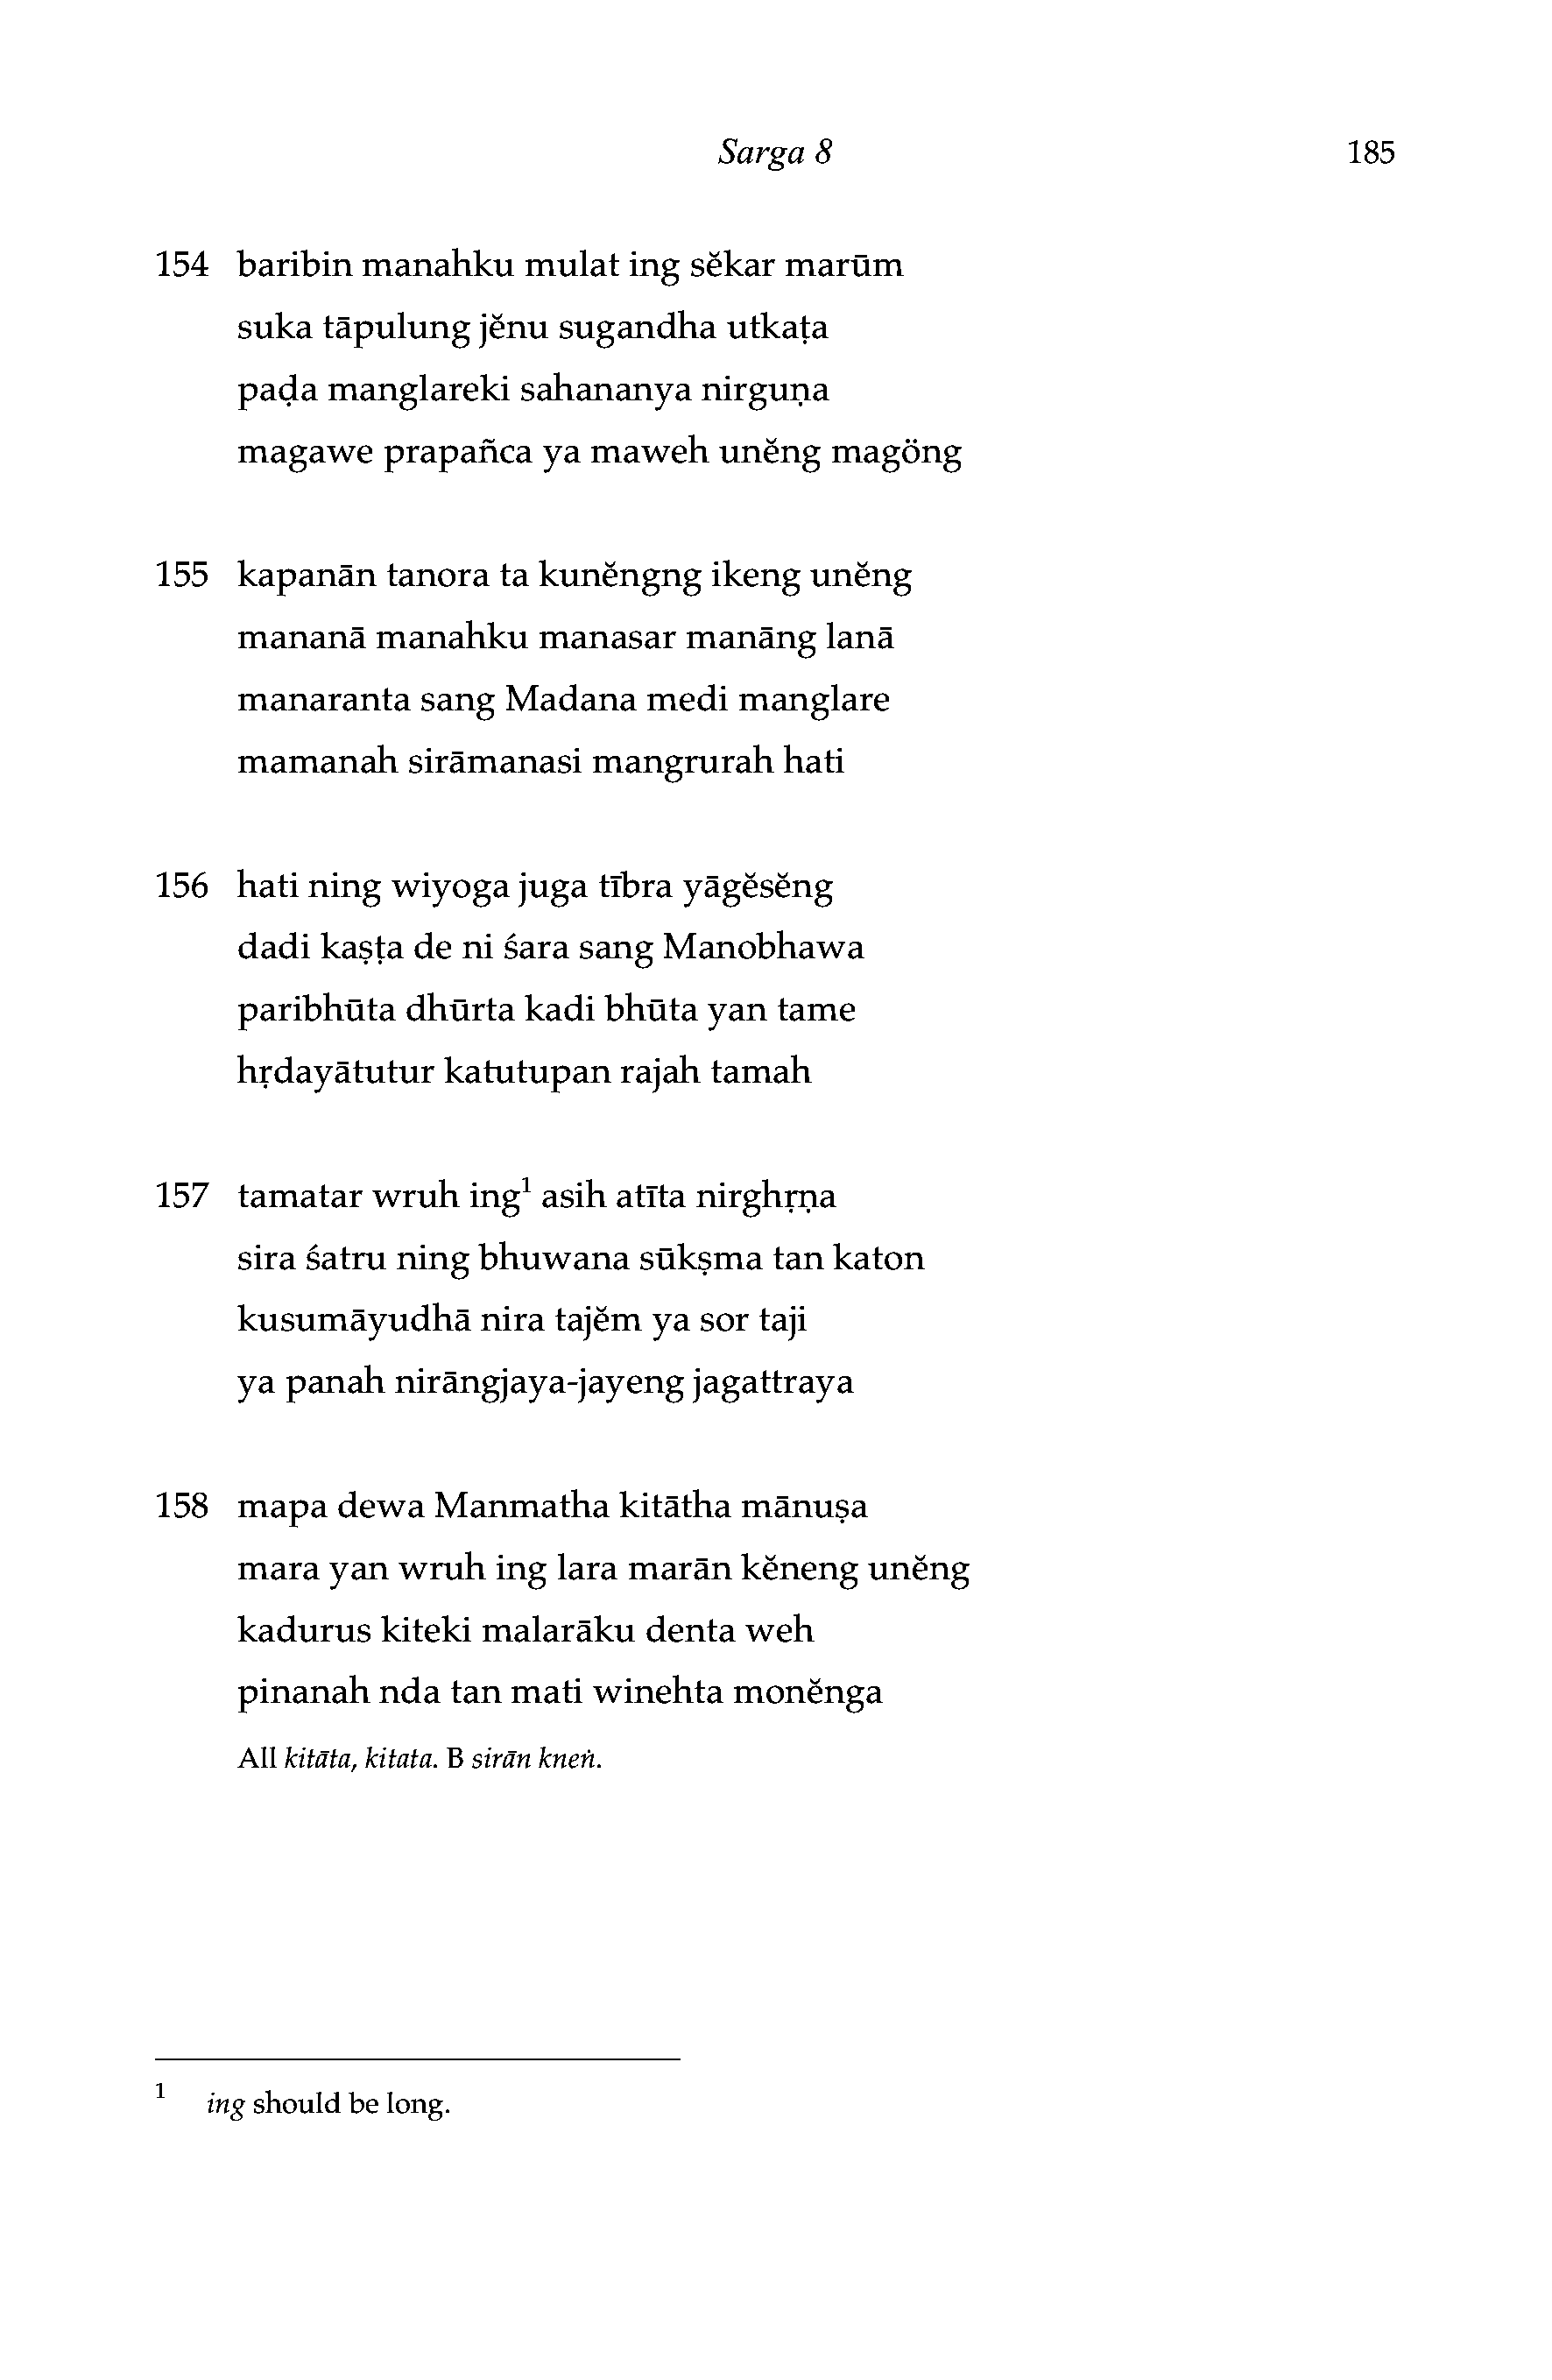 Sarga 8 185
154 baribin manahku mulat ing sĕkar marūm
suka tāpulung jĕnu sugandha utkaṭa
paḍa manglareki sahananya nirguṇa
magawe prapañca ya maweh unĕng magöng
155 kapanān tanora ta kunĕngng ikeng unĕng
mananā manahku manasar manāng lanā
manaranta sang Madana medi manglare
mamanah sirāmanasi mangrurah hati
156 hati ning wiyoga juga tībra yāgĕsĕng
dadi kaṣṭa de ni śara sang Manobhawa
paribhūta dhūrta kadi bhūta yan tame
hṛdayātutur katutupan rajah tamah
157 tamatar wruh ing¹ asih atīta nirghṛṇa
sira śatru ning bhuwana sūkṣma tan katon
kusumāyudhā nira tajĕm ya sor taji
ya panah nirāngjaya-jayeng jagattraya
158 mapa dewa Manmatha kitātha mānuṣa
mara yan wruh ing lara marān kĕneng unĕng
kadurus kiteki malarāku denta weh
pinanah nda tan mati winehta monĕnga
All kitāta, kitata. B sirān kneṅ.
¹ ing should be long.